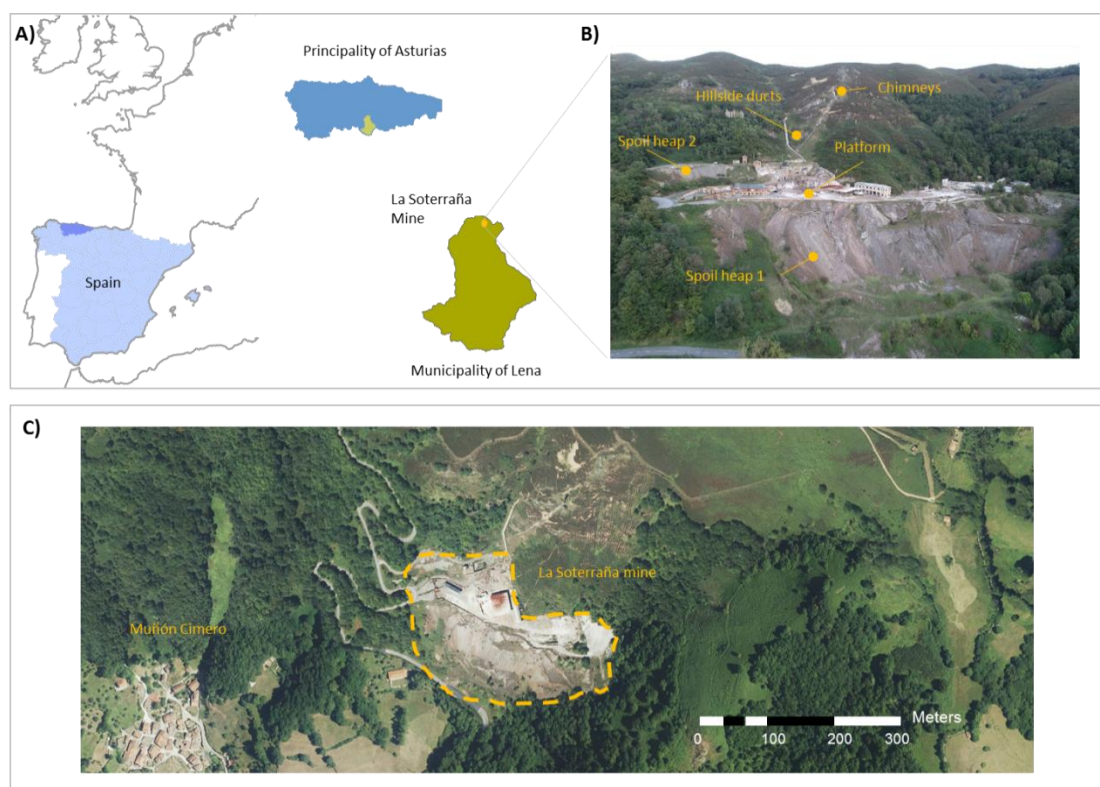 A)
Principality of Asturias
La Soterraña
Mine
Spain
Municipality of Lena
B)
Chimneys
Hillside ducts
Spoil heap 2
Platform
Spoil heap 1
C)
La Soterraña mine
Muñón Cimero
Meters
0 100 200 300